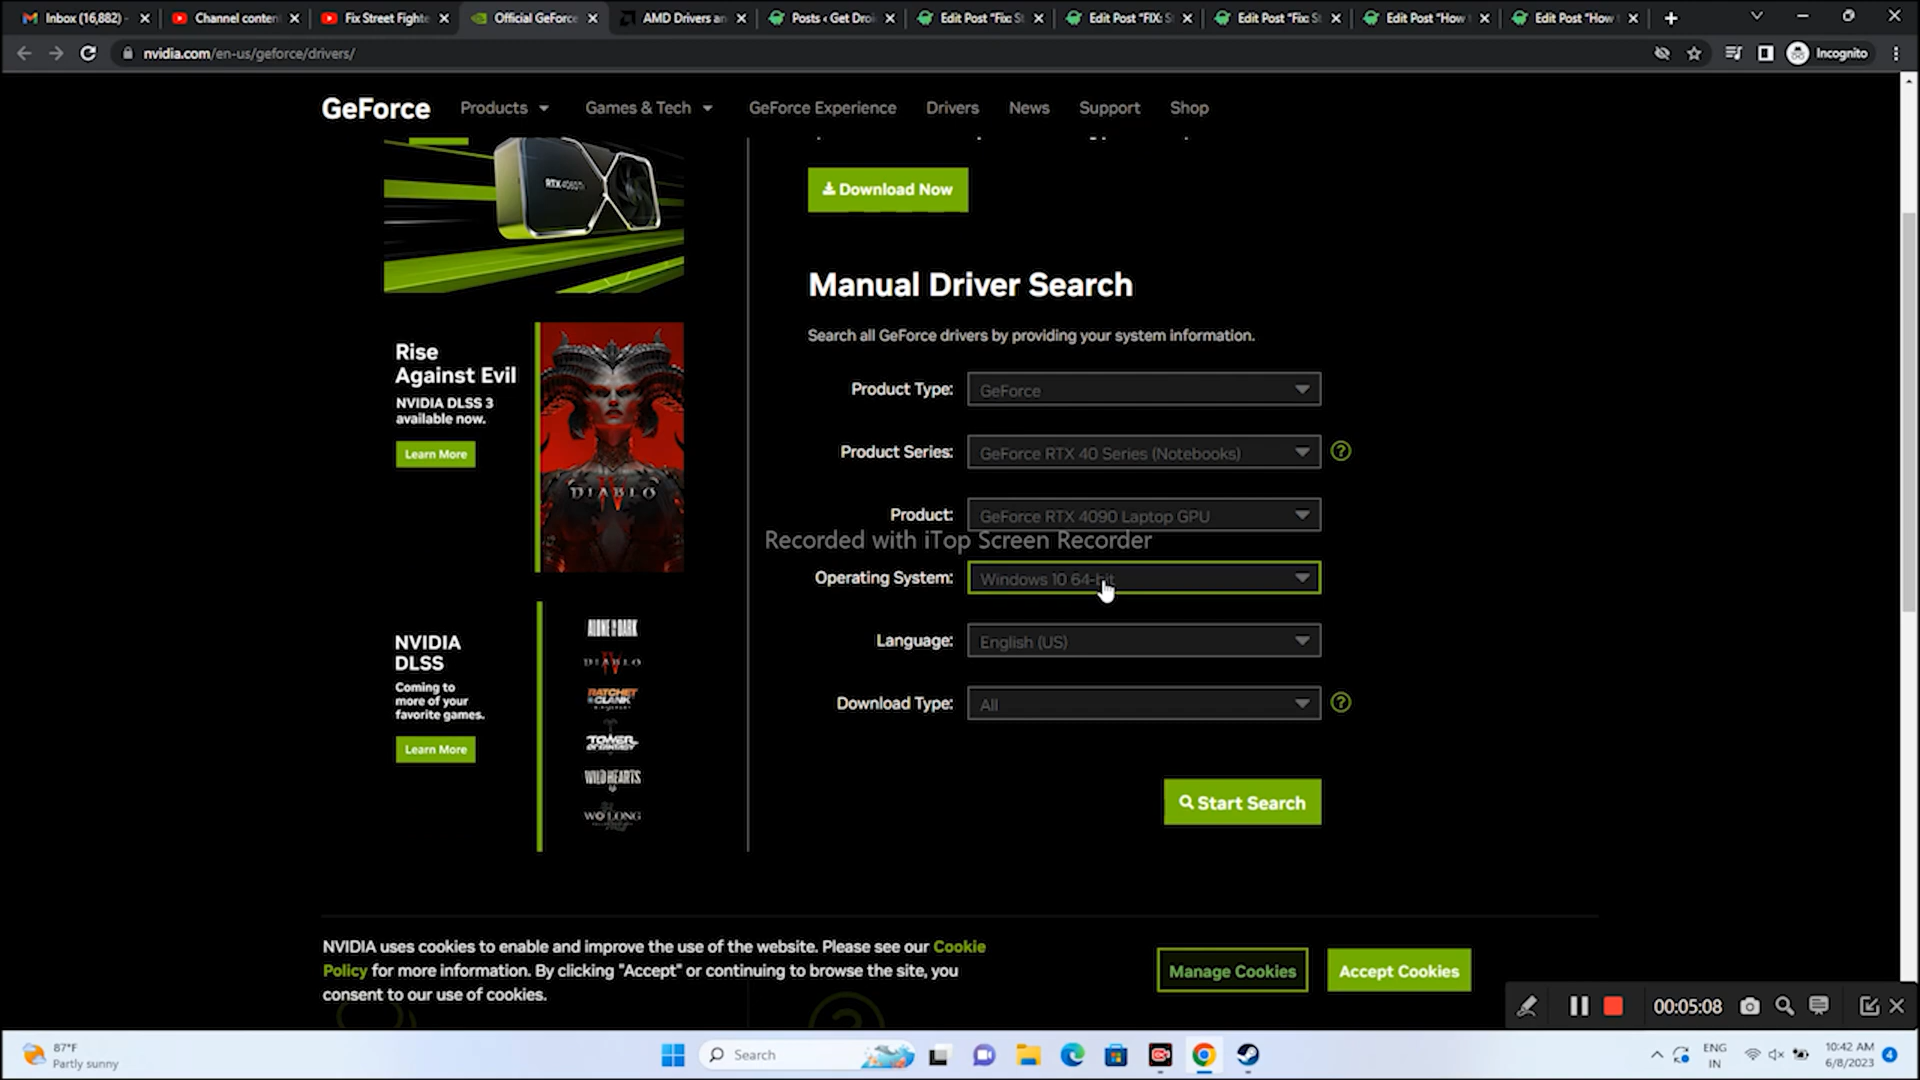 Inbox (16,882) -
Channel conten
Fix Street Fighte
Official GeForce
AMD Drivers an
Posts ‹ Get Droi
Edit Post "Fix: St
Edit Post "FIX: S
Edit Post "Fix: St
Edit Post "How
Edit Post "How
nvidia.com/en-us/geforce/drivers/
Incognito
GeForce
Products
Games & Tech
GeForce Experience
Drivers
News
Support
Shop
Download Now
Manual Driver Search
Search all GeForce drivers by providing your system information.
Rise
Against Evil
NVIDIA DLSS 3
available now.
Learn More
DIABLO
IV
Product Type:
GeForce
Product Series:
GeForce RTX 40 Series (Notebooks)
?
Product:
GeForce RTX 4090 Laptop GPU
Recorded with iTop Screen Recorder
Operating System:
Windows 10 64-bit
Language:
English (US)
Download Type:
All
?
Start Search
NVIDIA
DLSS
Coming to
more of your
favorite games.
Learn More
ALONE IN THE DARK
DIABLO IV
RATCHET
& CLANK
TOWER
OF FANTASY
WILD HEARTS
WO LONG
NVIDIA uses cookies to enable and improve the use of the website. Please see our Cookie
Policy for more information. By clicking "Accept" or continuing to browse the site, you
consent to our use of cookies.
Manage Cookies
Accept Cookies
00:05:08
87°F
Partly sunny
Search
ENG
IN
10:42 AM
6/8/2023
4